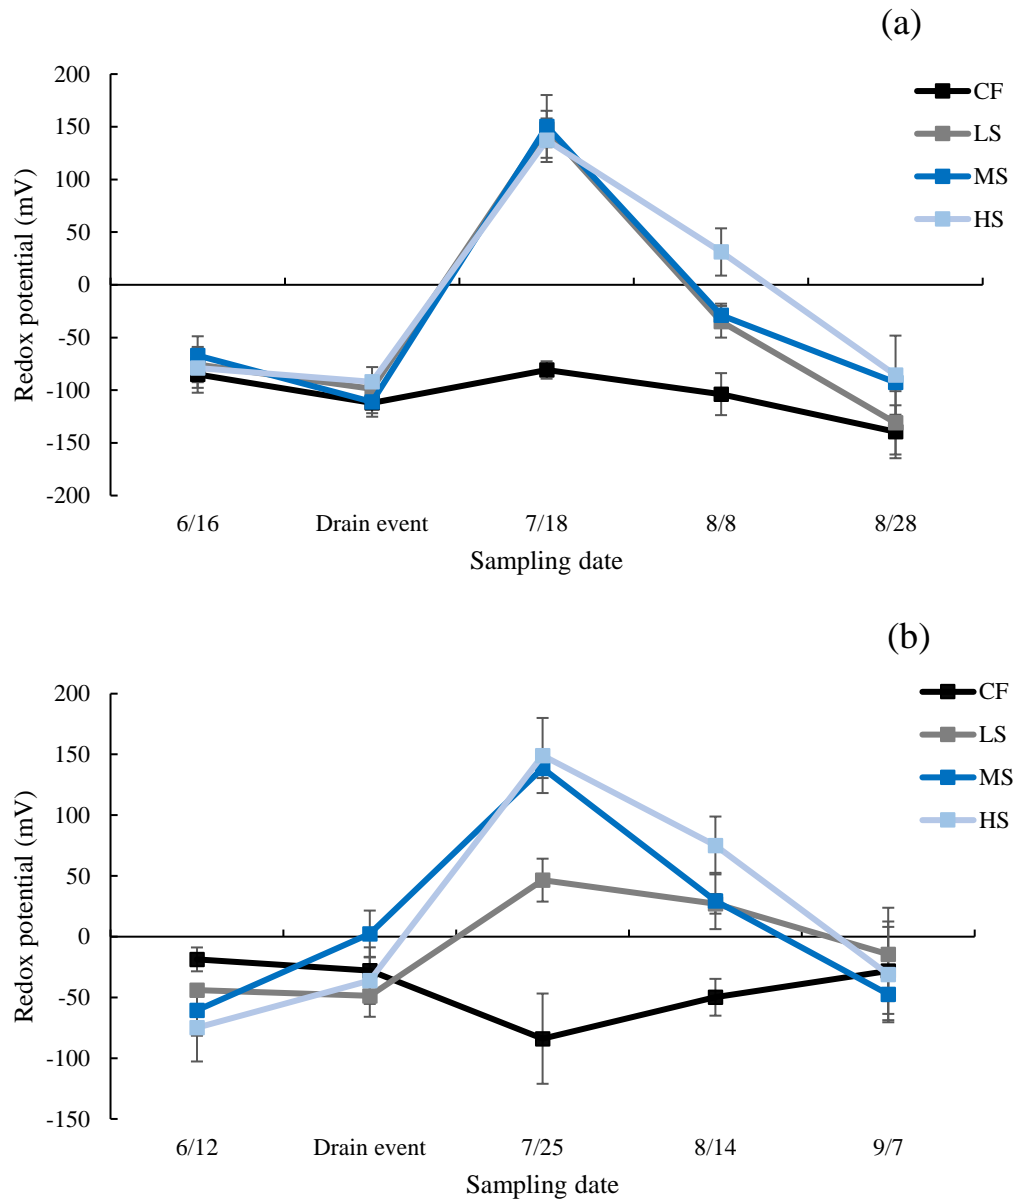 (a)
200
150
100
50
0
-50
-100
-150
-200
Redox potential (mV)
CF
LS
MS
HS
6/16 Drain event 7/18 8/8 8/28
Sampling date
(b)
200
150
100
50
0
-50
-100
-150
Redox potential (mV)
CF
LS
MS
HS
6/12 Drain event 7/25 8/14 9/7
Sampling date